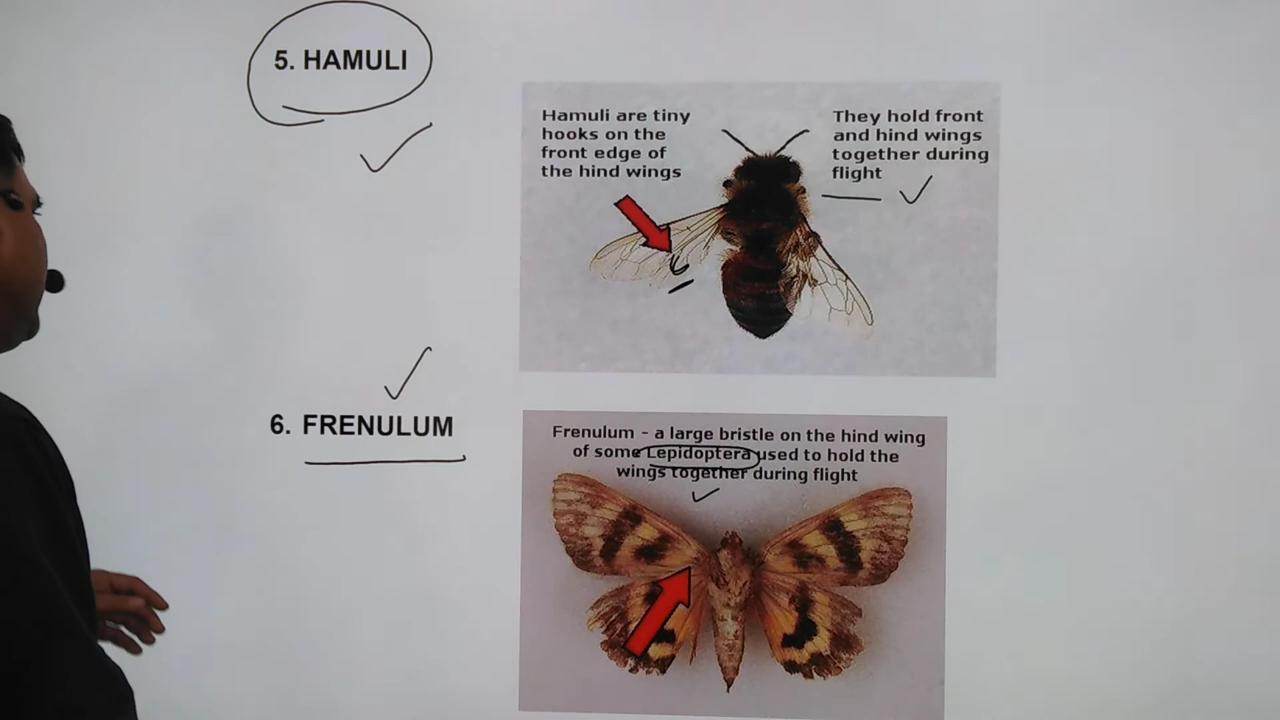 5. HAMULI
Hamuli are tiny
hooks on the
front edge of
the hind wings
They hold front
and hind wings
together during
flight
6. FRENULUM
Frenulum - a large bristle on the hind wing
of some Lepidoptera used to hold the
wings together during flight